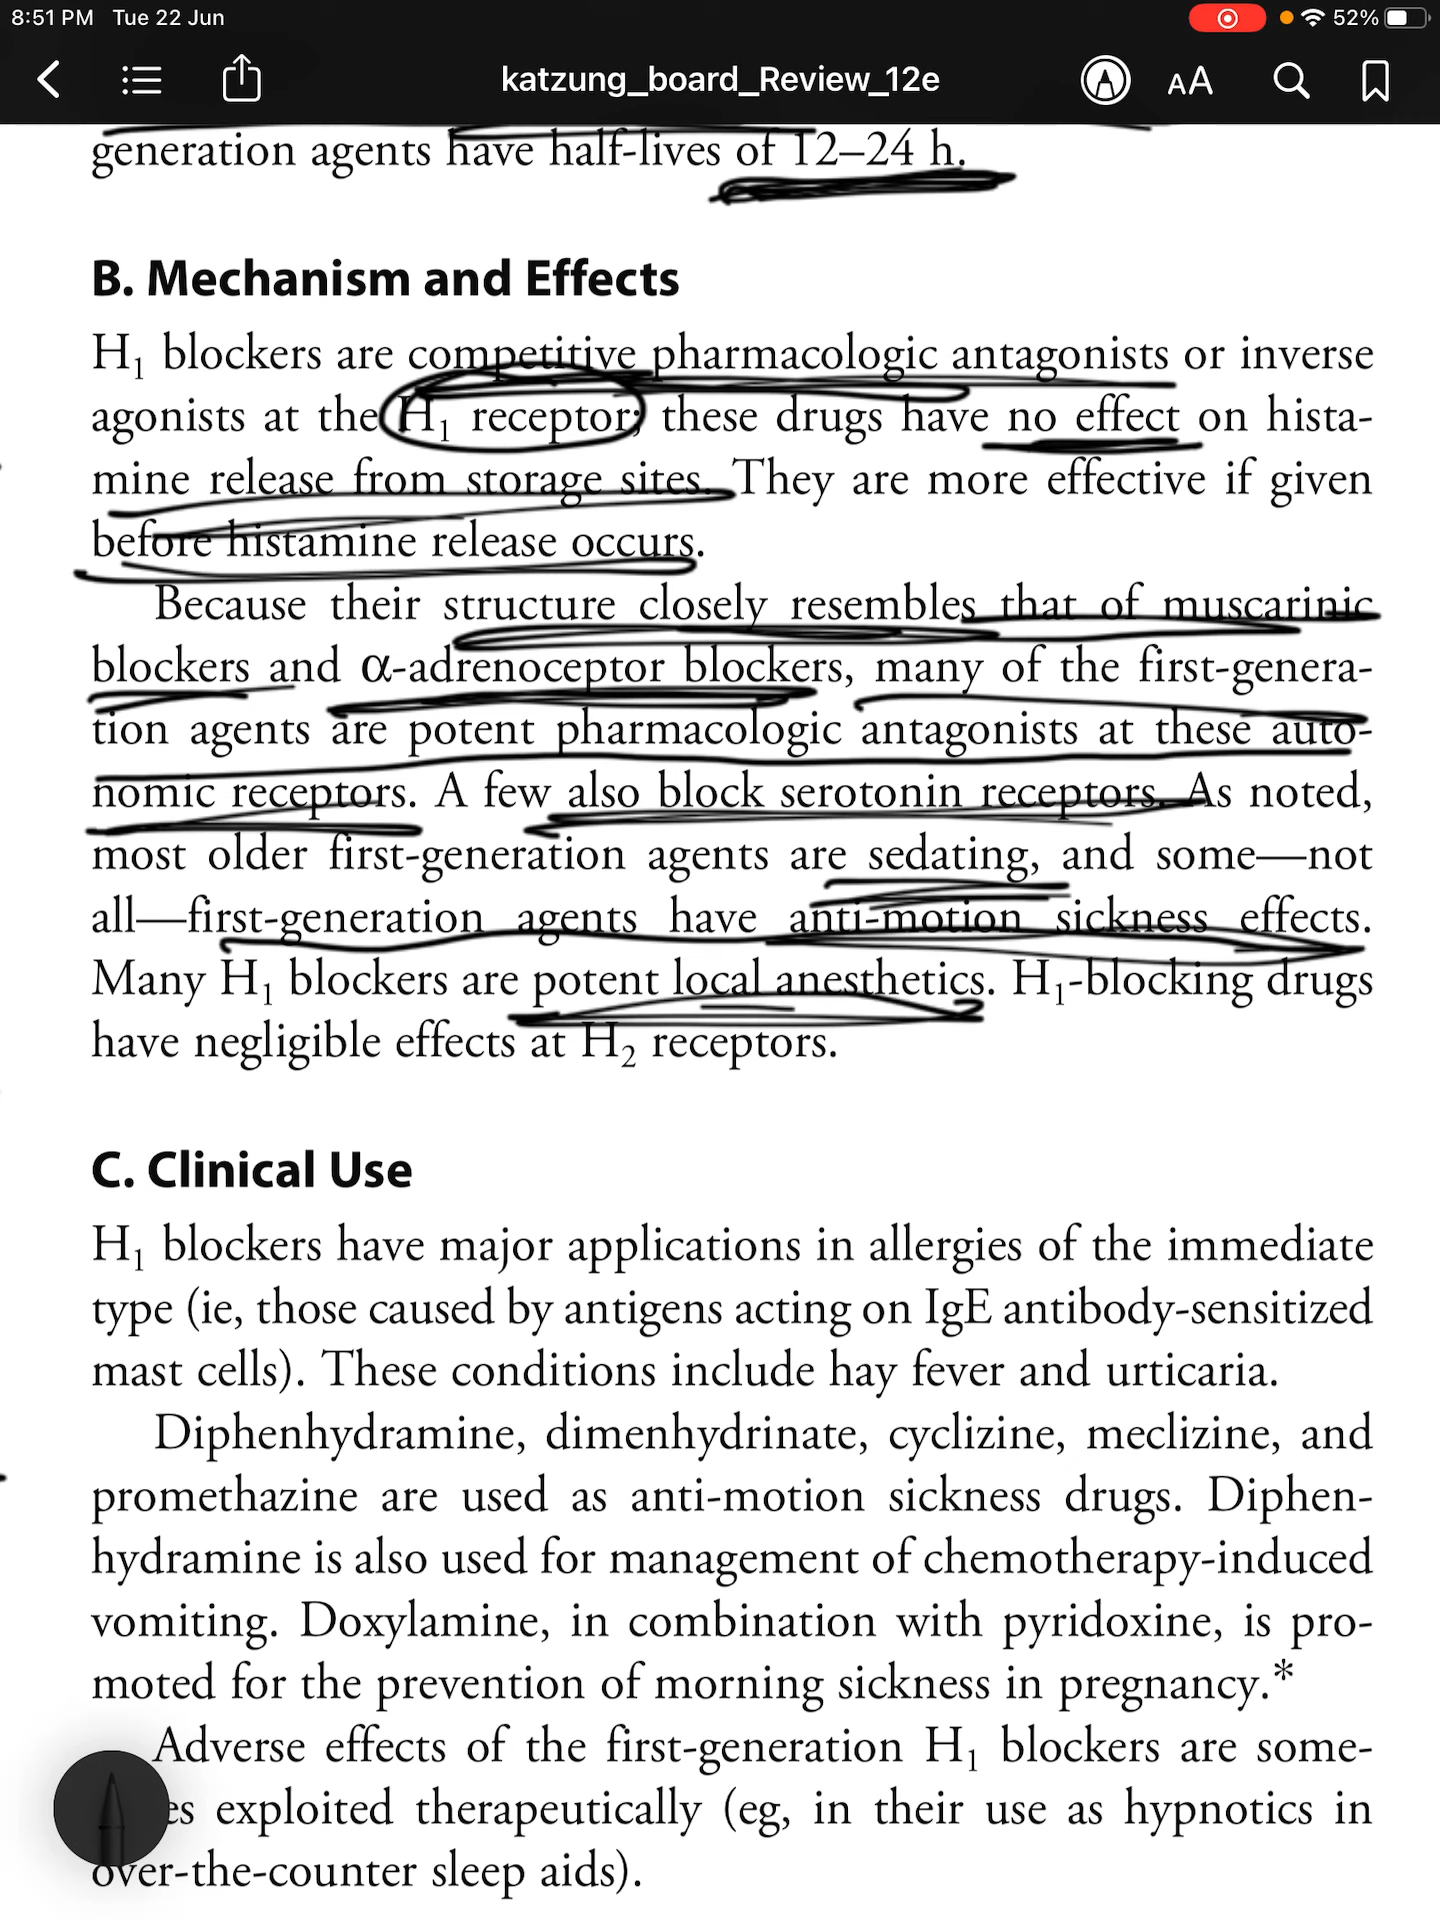 8:51 PM Tue 22 Jun
52%
katzung_board_Review_12e
AA
generation agents have half-lives of 12–24 h.
B. Mechanism and Effects
H₁ blockers are competitive pharmacologic antagonists or inverse
agonists at the H₁ receptor; these drugs have no effect on hista-
mine release from storage sites. They are more effective if given
before histamine release occurs.
Because their structure closely resembles that of muscarinic
blockers and α-adrenoceptor blockers, many of the first-genera-
tion agents are potent pharmacologic antagonists at these auto-
nomic receptors. A few also block serotonin receptors. As noted,
most older first-generation agents are sedating, and some—not
all—first-generation agents have anti-motion sickness effects.
Many H₁ blockers are potent local anesthetics. H₁-blocking drugs
have negligible effects at H₂ receptors.
C. Clinical Use
H₁ blockers have major applications in allergies of the immediate
type (ie, those caused by antigens acting on IgE antibody-sensitized
mast cells). These conditions include hay fever and urticaria.
Diphenhydramine, dimenhydrinate, cyclizine, meclizine, and
promethazine are used as anti-motion sickness drugs. Diphen-
hydramine is also used for management of chemotherapy-induced
vomiting. Doxylamine, in combination with pyridoxine, is pro-
moted for the prevention of morning sickness in pregnancy.*
Adverse effects of the first-generation H₁ blockers are some-
es exploited therapeutically (eg, in their use as hypnotics in
over-the-counter sleep aids).